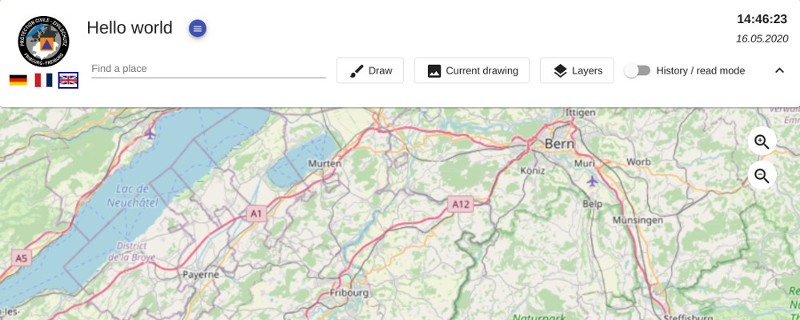 PROTECTION CIVILE - ZIVILSCHUTZ
FRIBOURG - FREIBURG
Hello world
14:46:23
16.05.2020
Find a place
Draw
Current drawing
Layers
History / read mode
Ittigen
Bern
Murten
Muri
Worb
Köniz
Lac de
Neuchâtel
Belp
A12
A1
Münsingen
District
de la Broye
A5
Payerne
Fribourg
Naturpark
Steffisburg